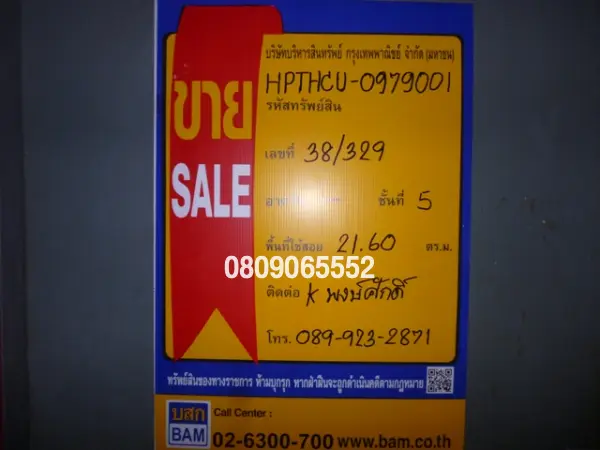 บริษัทบริหารสินทรัพย์ กรุงเทพพาณิชย์ จำกัด (มหาชน)
HPTHCU-0979001
รหัสทรัพย์สิน
ขาย
SALE
เลขที่ 38/329
ชั้นที่ 5
พื้นที่ใช้สอย 21.60 ตร.ม.
0809065552
ติดต่อ K พงษ์ศักดิ์
โทร. 089-923-2871
ทรัพย์สินของทางราชการ ห้ามบุกรุก หากฝ่าฝืนจะถูกดำเนินคดีตามกฎหมาย
บสก
BAM
Call Center :
02-6300-700 www.bam.co.th